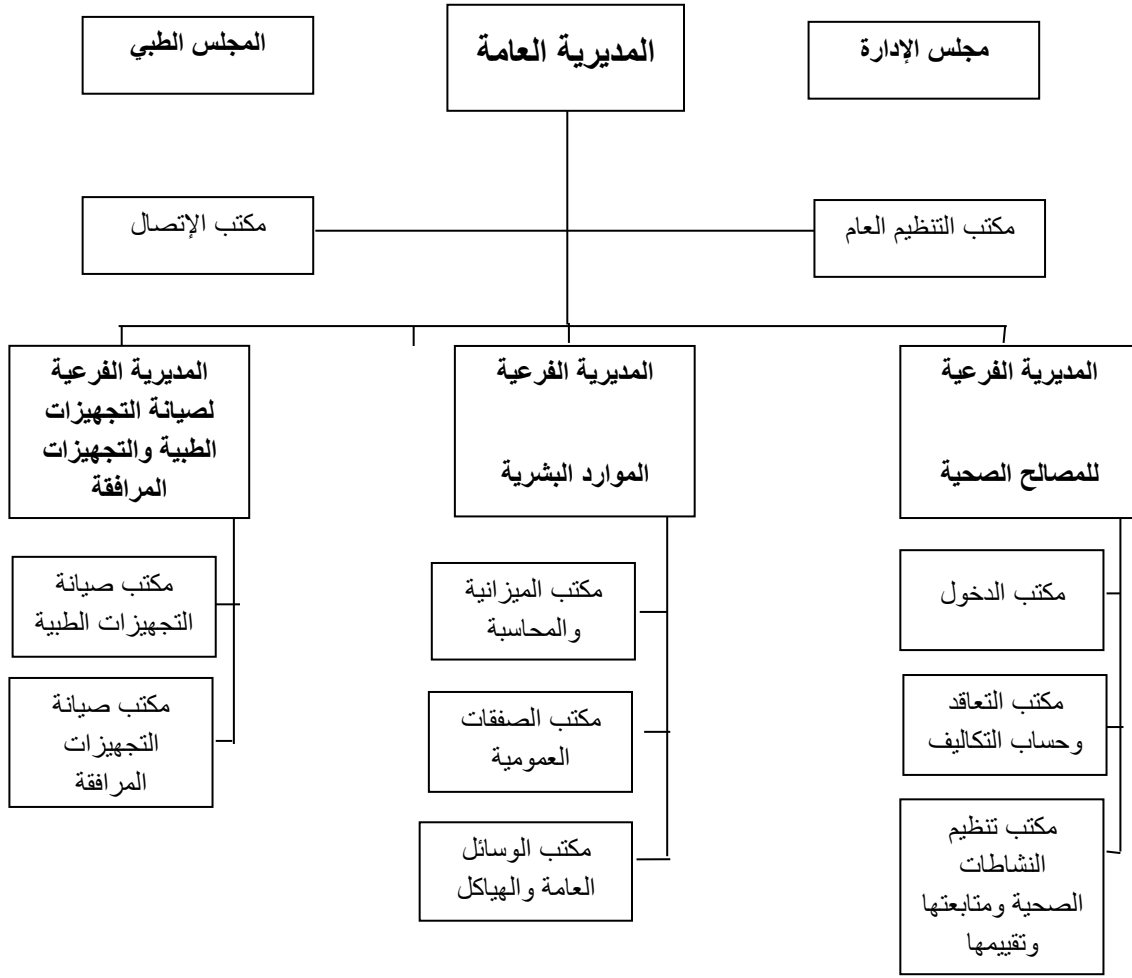 مجلس الإدارة
المديرية العامة
المجلس الطبي
مكتب التنظيم العام
مكتب الإتصال
المديرية الفرعية
للمصالح الصحية
المديرية الفرعية
الموارد البشرية
المديرية الفرعية
لصيانة التجهيزات
الطبية والتجهيزات
المرافقة
مكتب الدخول
مكتب التعاقد
وحساب التكاليف
مكتب تنظيم
النشاطات
الصحية ومتابعتها
وتقييمها
مكتب الميزانية
والمحاسبة
مكتب الصفقات
العمومية
مكتب الوسائل
العامة والهياكل
مكتب صيانة
التجهيزات الطبية
مكتب صيانة
التجهيزات
المرافقة